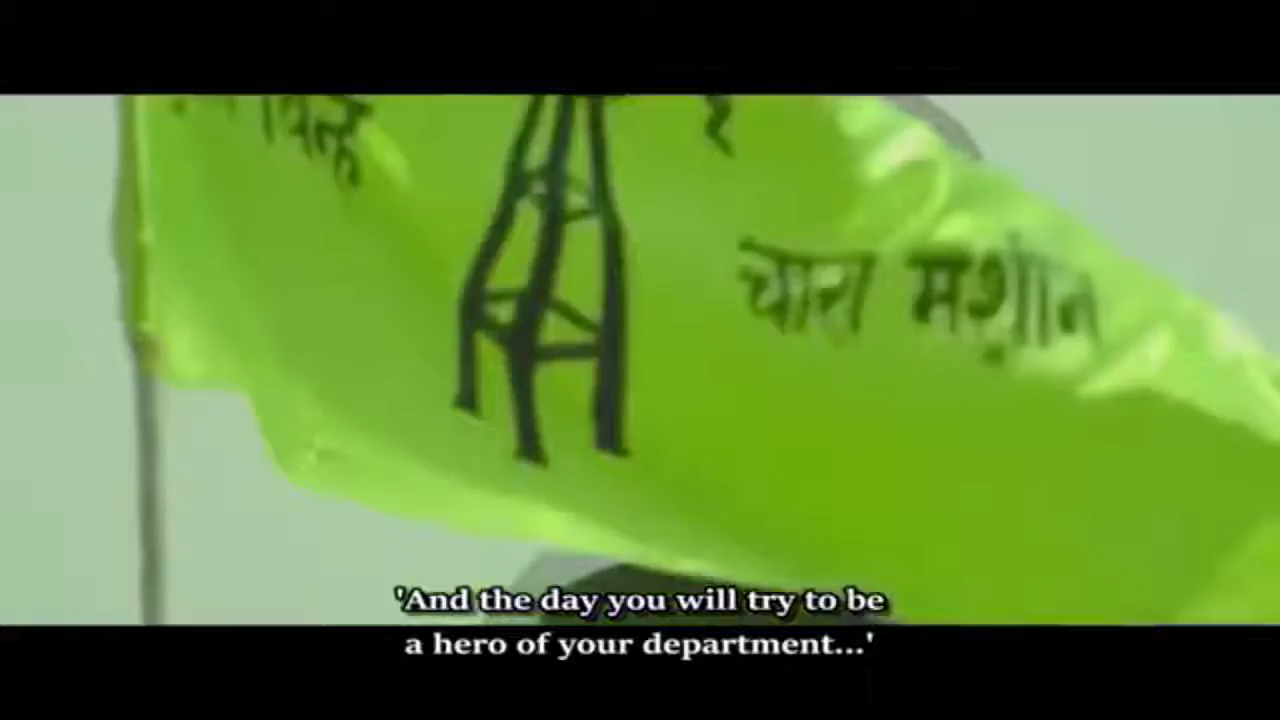 चारा मशीन
'And the day you will try to be
a hero of your department...'